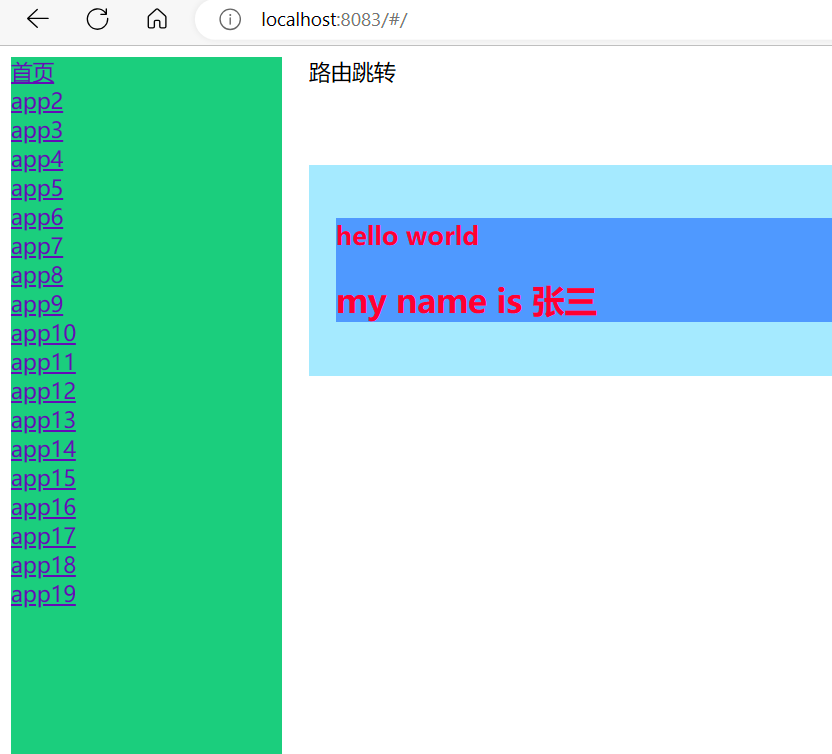 localhost:8083/#/
首页
app2
app3
app4
app5
app6
app7
app8
app9
app10
app11
app12
app13
app14
app15
app16
app17
app18
app19
路由跳转
hello world
my name is 张三